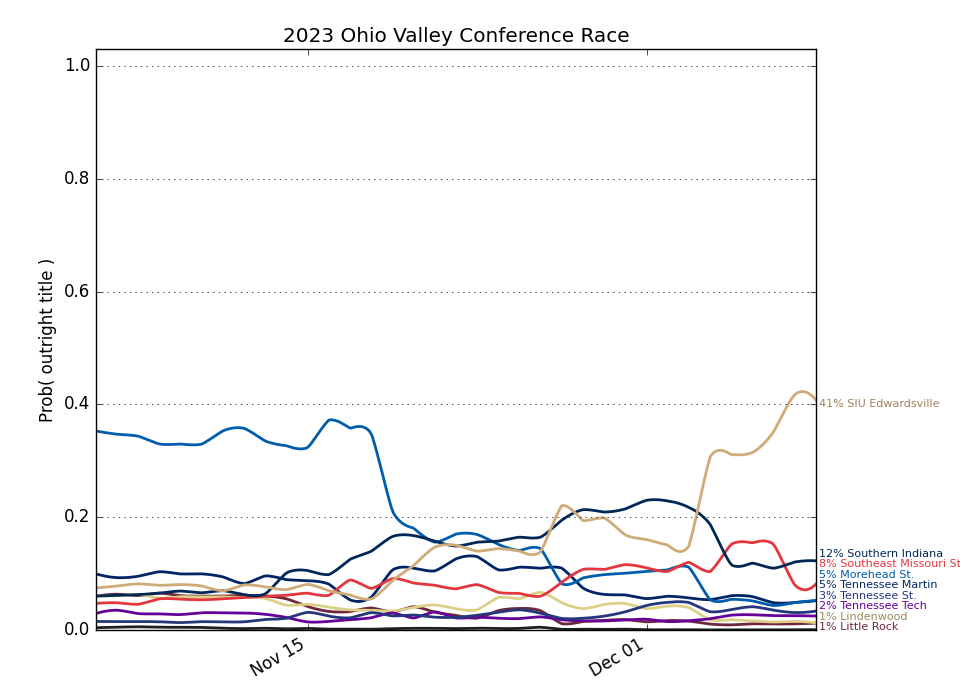 2023 Ohio Valley Conference Race
Prob( outright title )
1.0
0.8
0.6
0.4
0.2
0.0
Nov 15
Dec 01
41% SIU Edwardsville
12% Southern Indiana
8% Southeast Missouri St
5% Morehead St.
5% Tennessee Martin
3% Tennessee St.
2% Tennessee Tech
1% Lindenwood
1% Little Rock